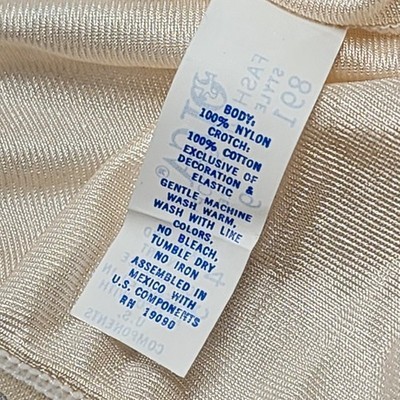 BODY:
100% NYLON
CROTCH:
100% COTTON
EXCLUSIVE OF
DECORATION &
ELASTIC
GENTLE MACHINE
WASH WARM,
WASH WITH LIKE
COLORS,
NO BLEACH,
TUMBLE DRY
NO IRON
ASSEMBLED IN
MEXICO WITH
U.S. COMPONENTS
RN 19090